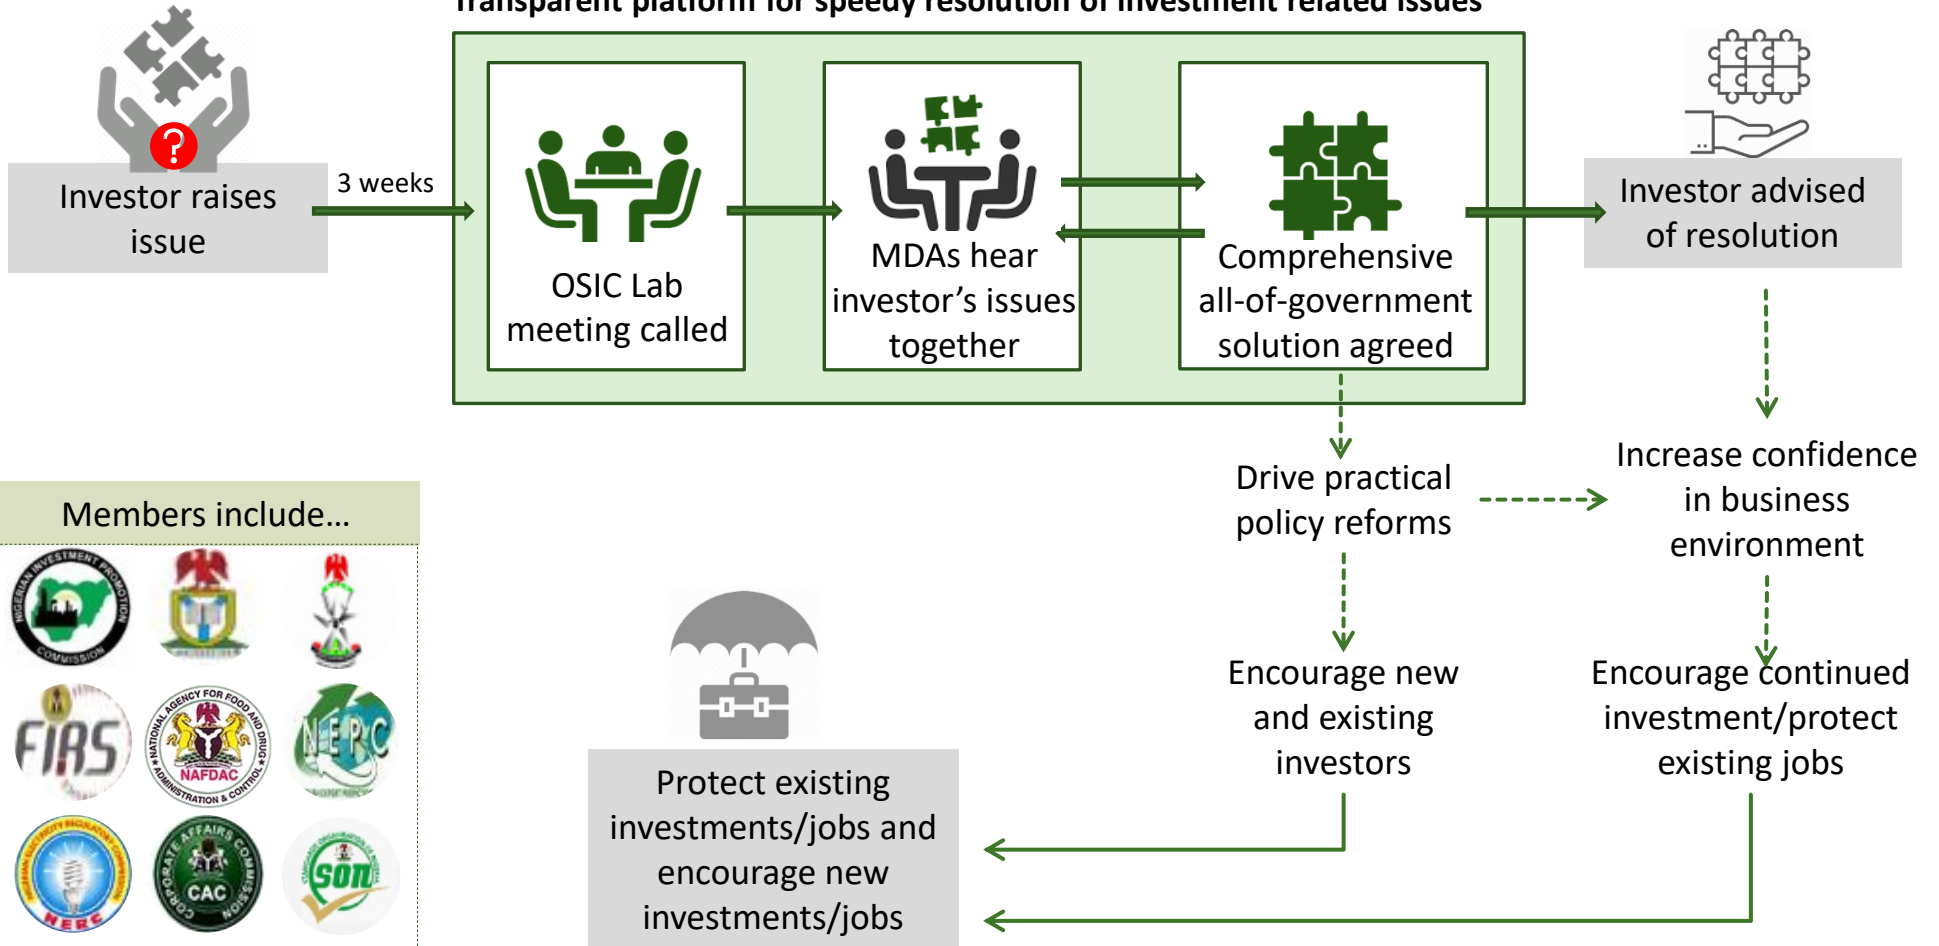 Transparent platform for speedy resolution of investment related issues
Investor raises
issue
?
3 weeks
OSIC Lab
meeting called
MDAs hear
investor's issues
together
Comprehensive
all-of-government
solution agreed
Investor advised
of resolution
Drive practical
policy reforms
Increase confidence
in business
environment
Encourage new
and existing
investors
Encourage continued
investment/protect
existing jobs
Protect existing
investments/jobs and
encourage new
investments/jobs
Members include…
NIGERIAN INVESTMENT PROMOTION
COMMISSION
FIRS
NATIONAL AGENCY FOR FOOD AND DRUG
ADMINISTRATION & CONTROL
NAFDAC
NEPC
NIGERIAN ELECTRICITY REGULATORY COMMISSION
NERC
CORPORATE AFFAIRS COMMISSION
CAC
SON